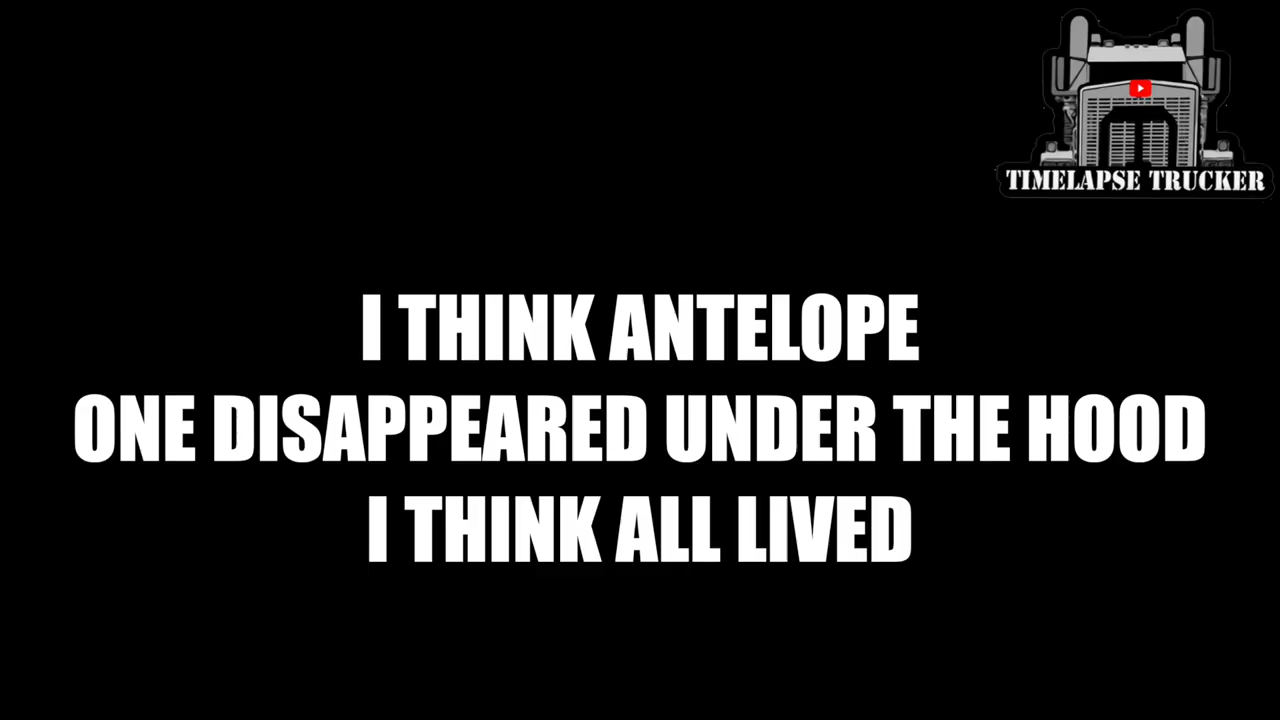 TIMELAPSE TRUCKER
I THINK ANTELOPE
ONE DISAPPEARED UNDER THE HOOD
I THINK ALL LIVED